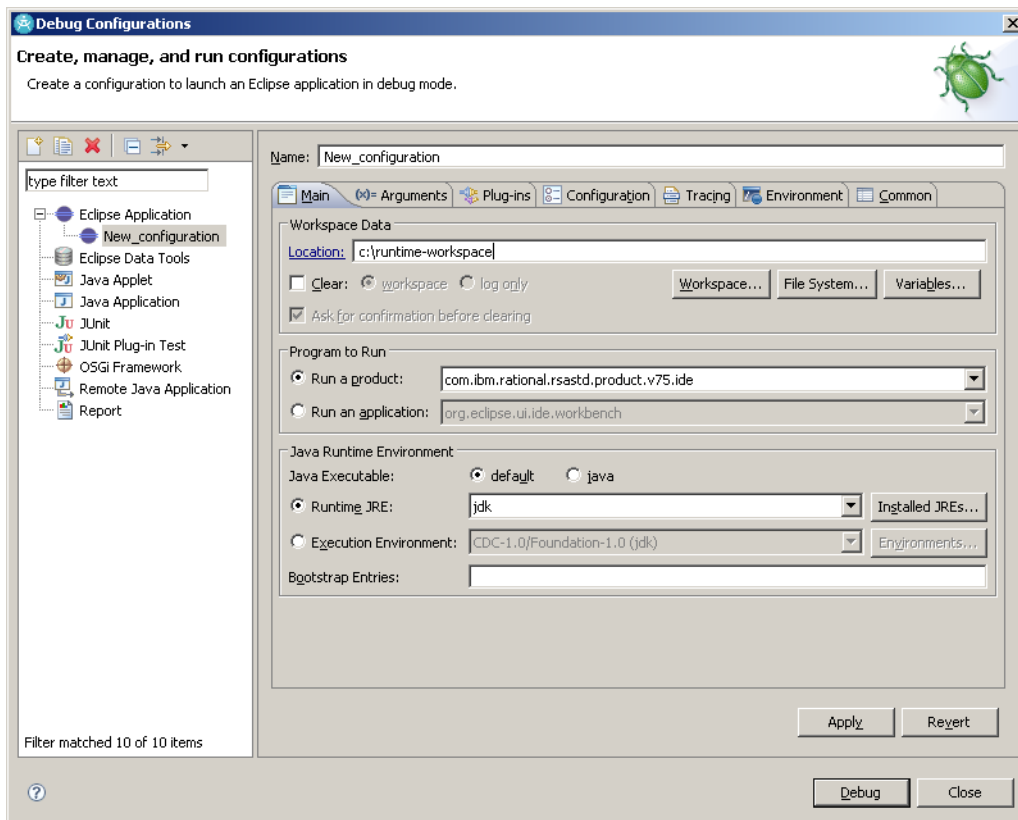 Debug Configurations
Create, manage, and run configurations
Create a configuration to launch an Eclipse application in debug mode.
type filter text
Eclipse Application
New_configuration
Eclipse Data Tools
Java Applet
Java Application
JUnit
JUnit Plug-in Test
OSGi Framework
Remote Java Application
Report
Filter matched 10 of 10 items
Name: New_configuration
Main (x)= Arguments Plug-ins Configuration Tracing Environment Common
Workspace Data
Location: c:\runtime-workspace
Clear: workspace log only Workspace... File System... Variables...
Ask for confirmation before clearing
Program to Run
Run a product: com.ibm.rational.rsastd.product.v75.ide
Run an application: org.eclipse.ui.ide.workbench
Java Runtime Environment
Java Executable: default java
Runtime JRE: jdk Installed JREs...
Execution Environment: CDC-1.0/Foundation-1.0 (jdk) Environments...
Bootstrap Entries:
Apply Revert
? Debug Close